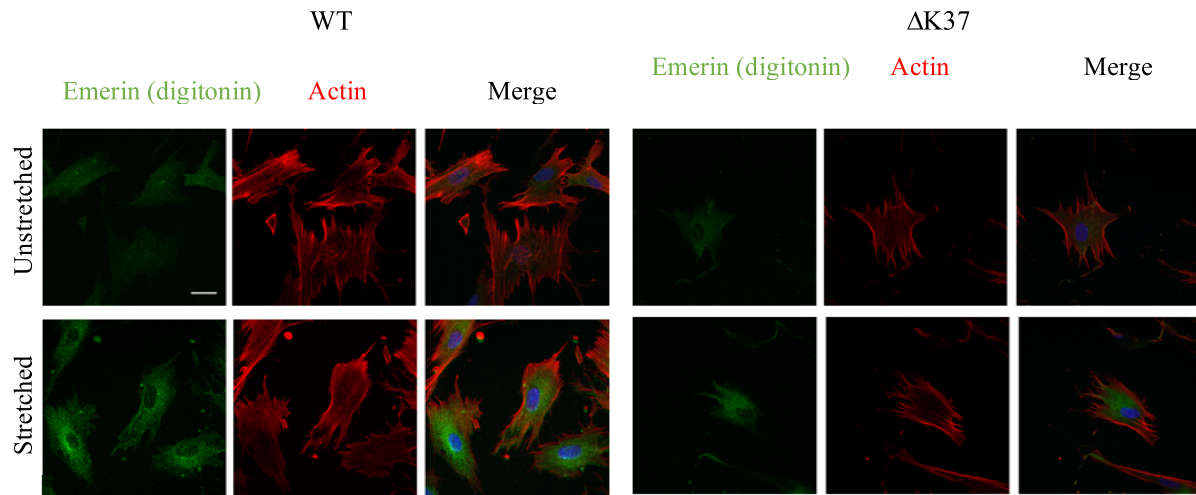 WT
ΔK37
Emerin (digitonin) Actin Merge
Emerin (digitonin) Actin Merge
Unstretched
Stretched